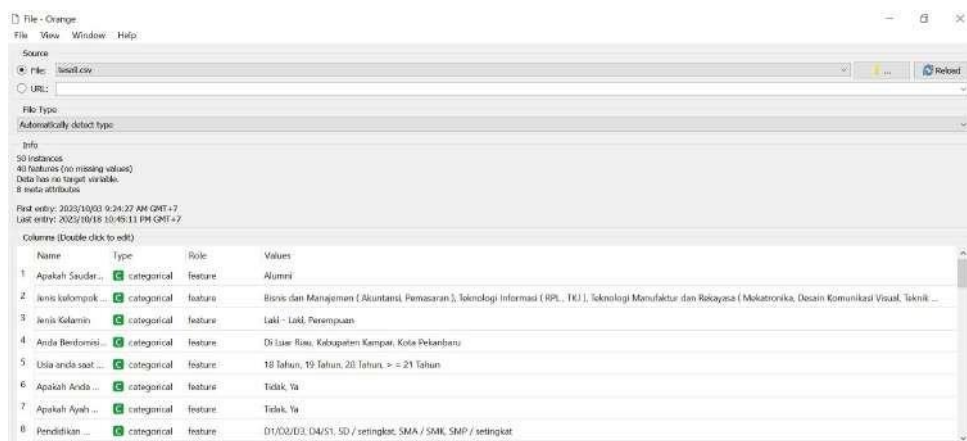 File - Orange
File View Window Help
Source
File:
URL:
Reload
File Type
Automatically detect type
Info
50 instances
40 features (no missing values)
Data has no target variable.
8 meta attributes
First entry: 2023/10/03 9:24:27 AM GMT+7
Last entry: 2023/10/18 10:45:11 PM GMT+7
Columns (Double click to edit)
Name Type Role Values
1 Apakah Saudar... C categorical feature Alumni
2 Jenis kelompok ... C categorical feature Bisnis dan Manajemen ( Akuntansi, Pemasaran ), Teknologi Informasi ( RPL, TKJ ), Teknologi Manufaktur dan Rekayasa ( Mekatronika, Desain Komunikasi Visual, Teknik ...
3 Jenis Kelamin C categorical feature Laki - Laki, Perempuan
4 Anda Berdomisi... C categorical feature Di Luar Riau, Kabupaten Kampar, Kota Pekanbaru
5 Usia anda saat ... C categorical feature 18 Tahun, 19 Tahun, 20 Tahun, > = 21 Tahun
6 Apakah Anda ... C categorical feature Tidak, Ya
7 Apakah Ayah ... C categorical feature Tidak, Ya
8 Pendidikan ... C categorical feature D1/D2/D3, D4/S1, SD / setingkat, SMA / SMK, SMP / setingkat